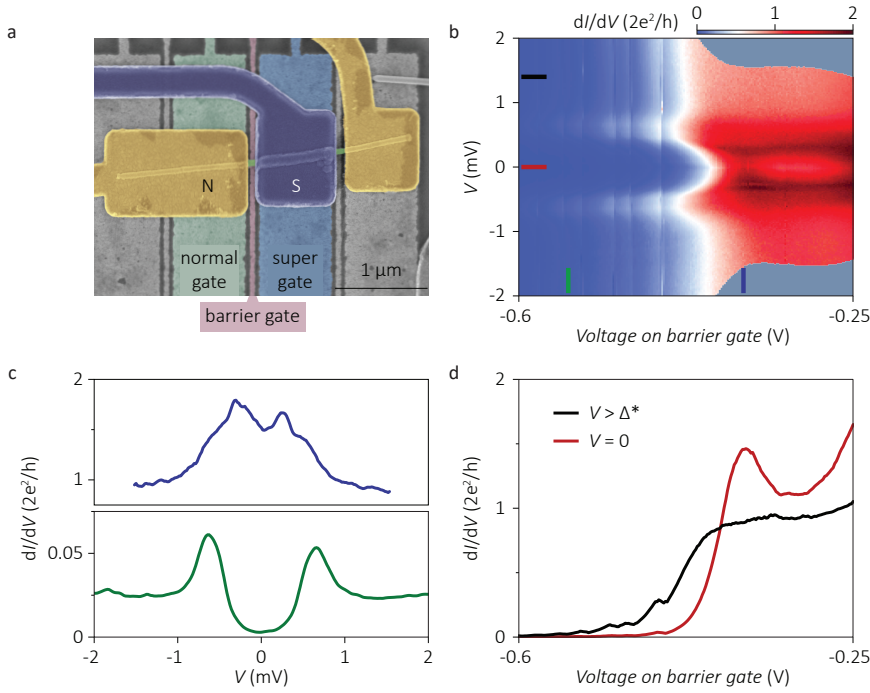 a
N
S
normal
gate
super
gate
1 μm
barrier gate
b
dI/dV (2e²/h)
0
1
2
2
1
0
-1
-2
V (mV)
-0.6
-0.25
Voltage on barrier gate (V)
c
2
1
0.05
0
dI/dV (2e²/h)
-2
-1
0
1
2
V (mV)
d
2
1
0
dI/dV (2e²/h)
V > Δ*
V = 0
-0.6
-0.25
Voltage on barrier gate (V)